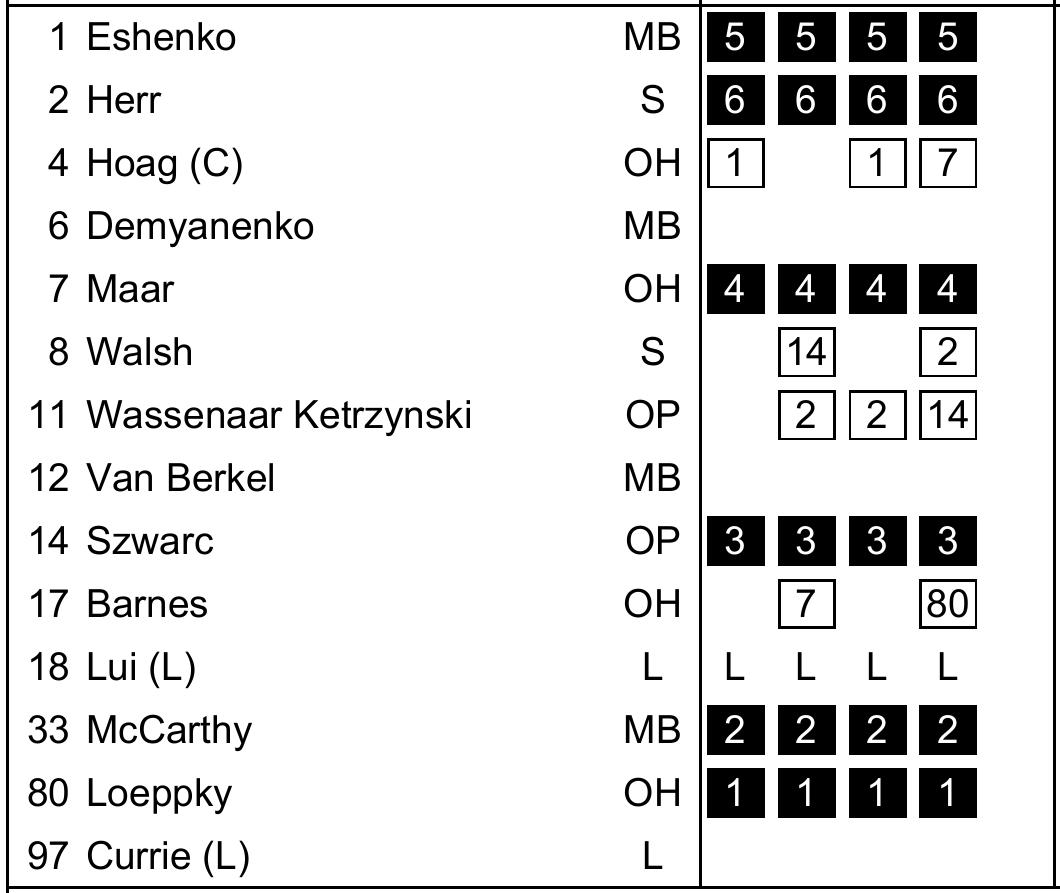 1 Eshenko MB 5 5 5 5
2 Herr S 6 6 6 6
4 Hoag (C) OH 1 1 7
6 Demyanenko MB
7 Maar OH 4 4 4 4
8 Walsh S 14 2
11 Wassenaar Ketrzynski OP 2 2 14
12 Van Berkel MB
14 Szwarc OP 3 3 3 3
17 Barnes OH 7 80
18 Lui (L) L L L L L
33 McCarthy MB 2 2 2 2
80 Loeppky OH 1 1 1 1
97 Currie (L) L